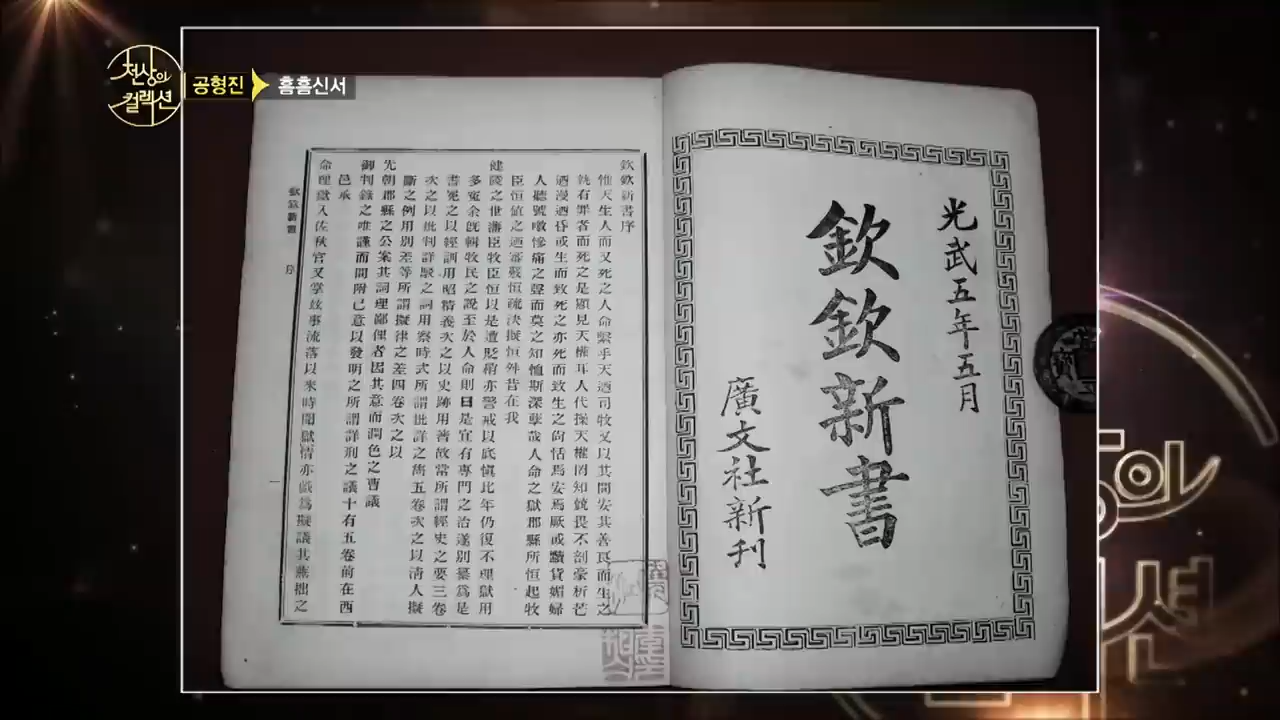 천상의
컬렉션
공형진
흠흠신서
光武五年五月
欽欽新書
廣文社新刊
欽欽新書序
惟天生人而又死之人命繫乎天迺司牧又以其間安其善良而生之
執有罪者而死之是顯見天權耳人代操天權罔知兢畏不剖豪析芒
迺漫迺昏或生而致死之亦死而致生之尙恬焉安焉厥或黷貨媚婦
人聽號噭慘痛之聲而莫之知恤斯深孼哉人命之獄郡縣所恒起牧
臣恒値之迺審覈恒疏決擬恒舛昔在我
健陵之世藩臣牧臣恒以是遭貶稍亦警戒以底愼比年仍復不理獄用
多寃余旣輯牧民之說至於人命則曰是宜有專門之治遂別纂爲是
書冕之以經訓用昭精義次之以史跡用著故常所謂經史之要三卷
次之以批判詳駁之詞用察時式所謂批詳之雋五卷次之以淸人擬
斷之例用別差等所謂擬律之差四卷次之以
先朝郡縣之公案其詞理鄙俚者因其意而潤色之曹議
御判錄之唯謹而間附己意以發明之所謂詳刑之議十有五卷前在西
邑承
命理獄入佐秋官又掌玆事流落以來時聞獄情亦戱爲擬議其蕪拙之
欽欽新書 序